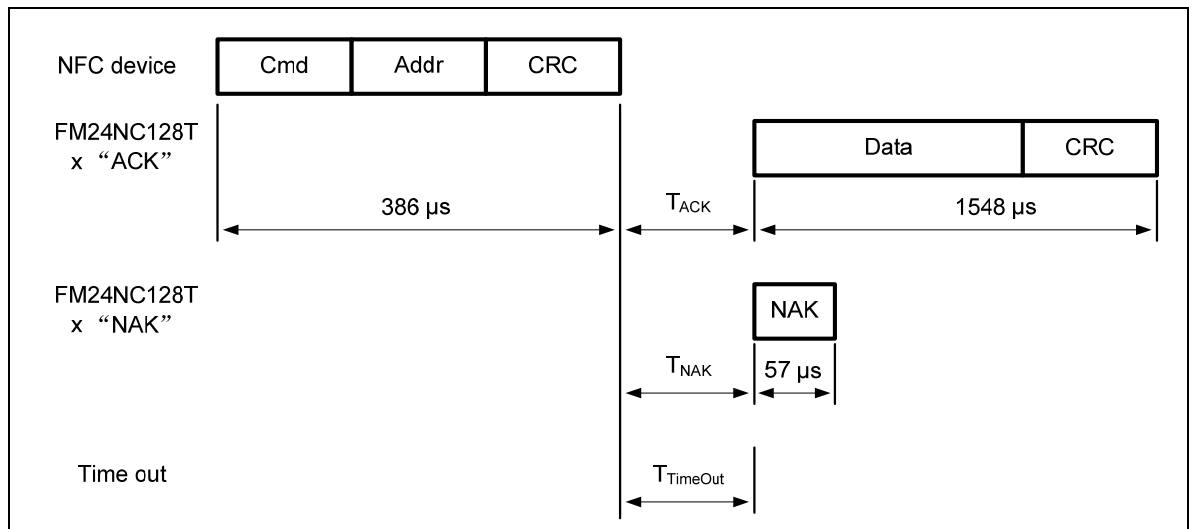 NFC device
Cmd Addr CRC
FM24NC128T
x “ACK”
Data CRC
386 µs
TACK
1548 µs
FM24NC128T
x “NAK”
NAK
TNAK
57 µs
Time out
TTimeOut